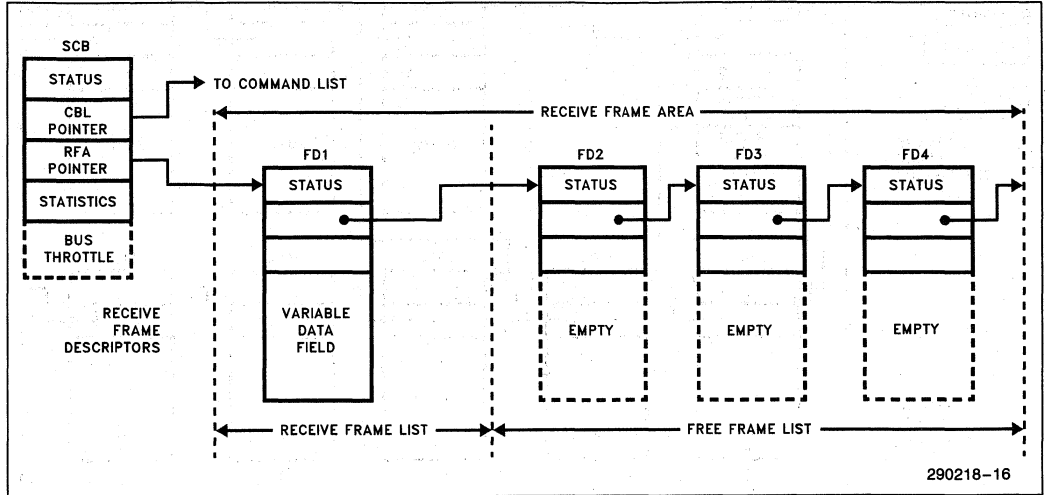 SCB
STATUS
CBL
POINTER
RFA
POINTER
STATISTICS
BUS
THROTTLE
TO COMMAND LIST
RECEIVE FRAME AREA
RECEIVE
FRAME
DESCRIPTORS
FD1
STATUS
VARIABLE
DATA
FIELD
FD2
STATUS
EMPTY
FD3
STATUS
EMPTY
FD4
STATUS
EMPTY
RECEIVE FRAME LIST
FREE FRAME LIST
290218-16